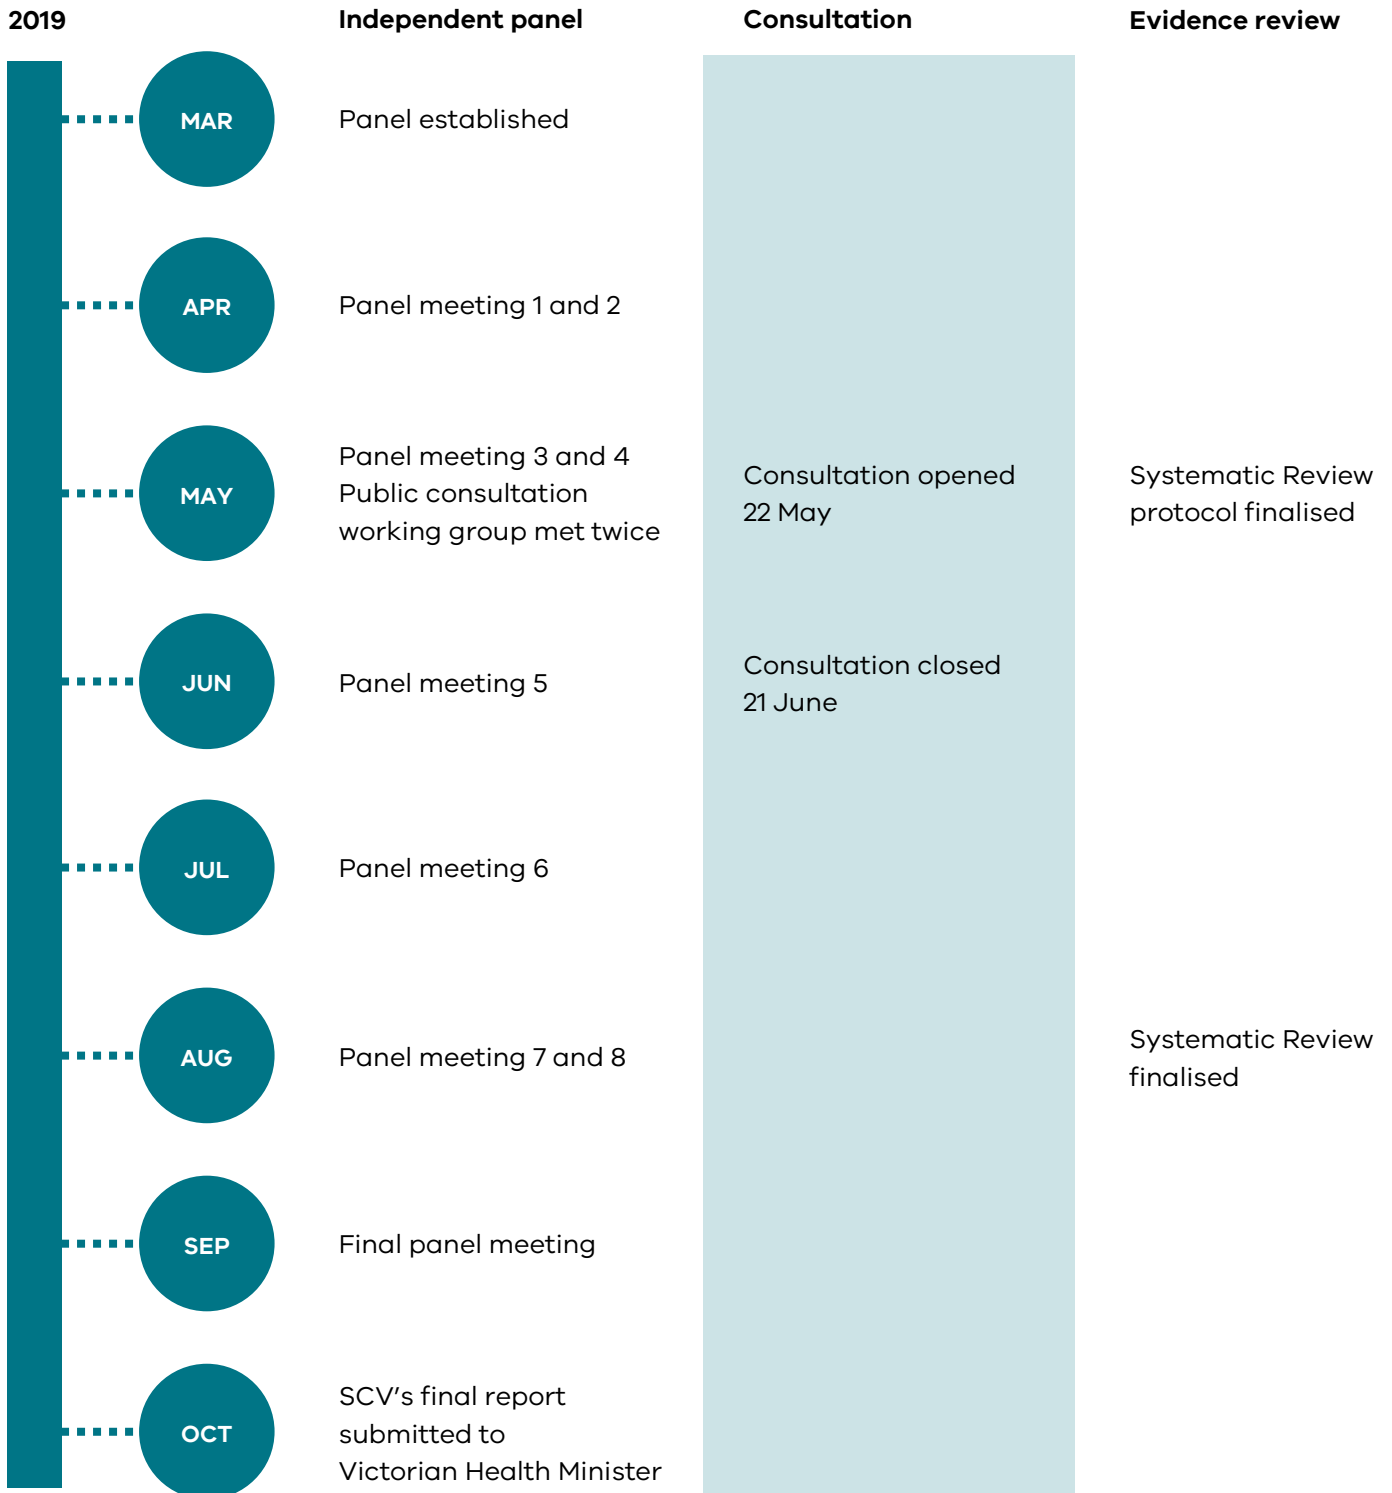 2019
Independent panel
Consultation
Evidence review
MAR
Panel established
APR
Panel meeting 1 and 2
MAY
Panel meeting 3 and 4
Public consultation
working group met twice
Consultation opened
22 May
Systematic Review
protocol finalised
JUN
Panel meeting 5
Consultation closed
21 June
JUL
Panel meeting 6
AUG
Panel meeting 7 and 8
Systematic Review
finalised
SEP
Final panel meeting
OCT
SCV's final report
submitted to
Victorian Health Minister